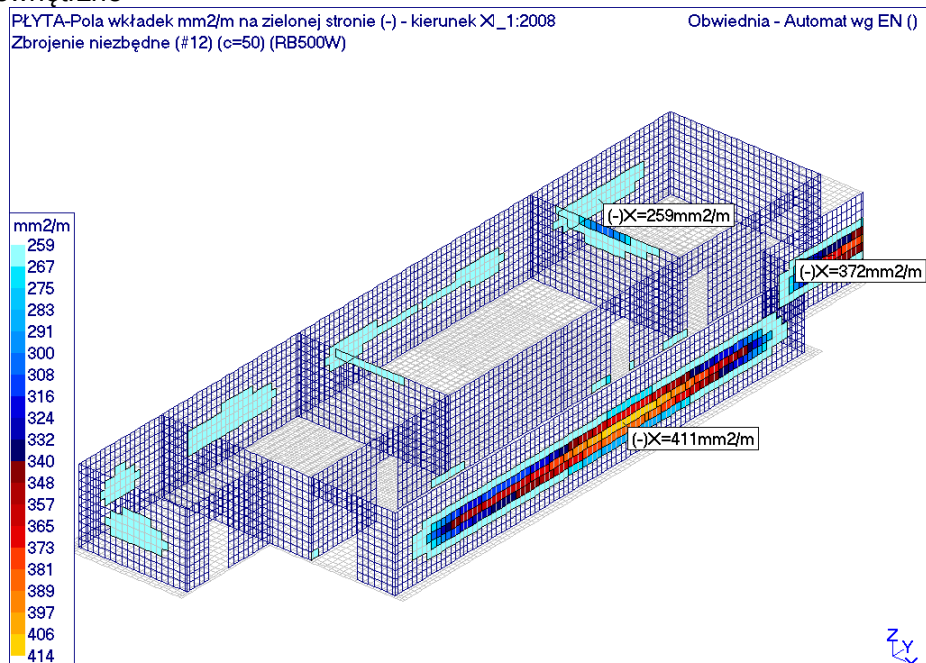 PŁYTA-Pola wkładek mm2/m na zielonej stronie (-) - kierunek XI_1:2008
Obwiednia - Automat wg EN ()
Zbrojenie niezbędne (#12) (c=50) (RB500W)
(-)X=259mm2/m
(-)X=372mm2/m
(-)X=411mm2/m
mm2/m
259
267
275
283
291
300
308
316
324
332
340
348
357
365
373
381
389
397
406
414
Z
Y
X